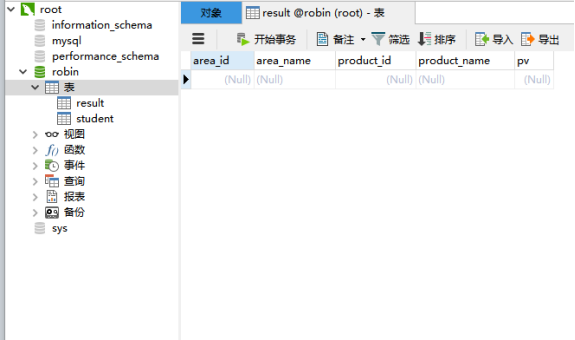 root
information_schema
mysql
performance_schema
robin
表
result
student
视图
函数
事件
查询
报表
备份
sys
对象 result @robin (root) - 表
开始事务 备注 筛选 排序 导入 导出
area_id area_name product_id product_name pv
(Null) (Null) (Null) (Null) (Null)